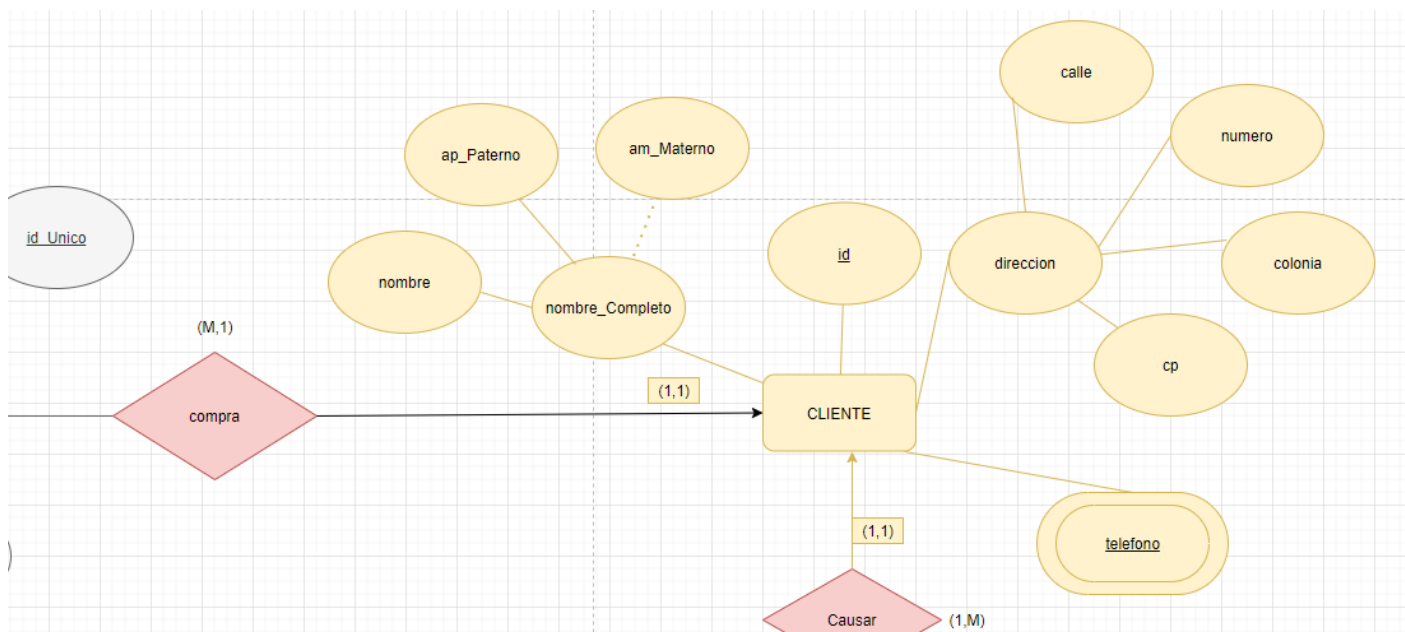 calle
numero
ap_Paterno
am_Materno
id_Unico
id
direccion
colonia
nombre
nombre_Completo
(M,1)
cp
(1,1)
compra
CLIENTE
(1,1)
telefono
Causar
(1,M)